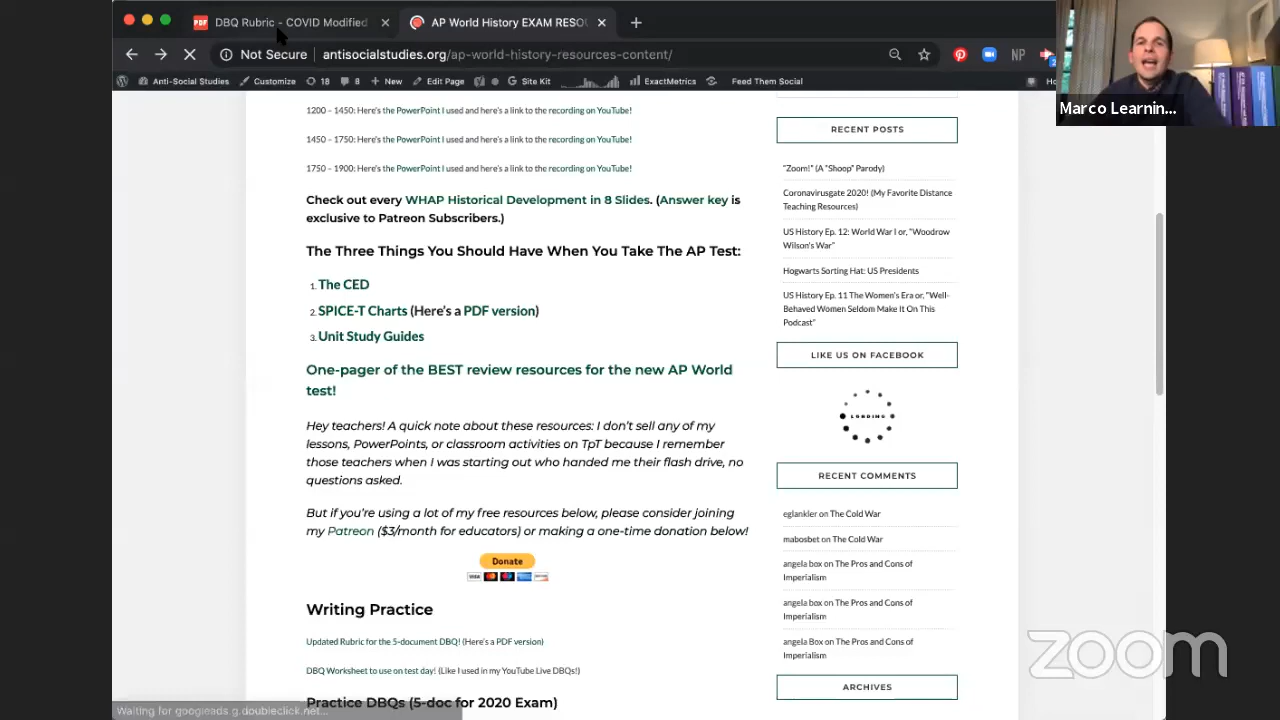 DBQ Rubric - COVID Modified
AP World History EXAM RESO
Not Secure
antisocialstudies.org/ap-world-history-resources-content/
NP
2
Anti-Social Studies
Customize
18
8
New
Edit Page
Site Kit
ExactMetrics
Feed Them Social
Marco Learnin...
1200 – 1450: Here's the PowerPoint I used and here's a link to the recording on YouTube!
1450 – 1750: Here's the PowerPoint I used and here's a link to the recording on YouTube!
1750 – 1900: Here's the PowerPoint I used and here's a link to the recording on YouTube!
Check out every WHAP Historical Development in 8 Slides. (Answer key is
exclusive to Patreon Subscribers.)
The Three Things You Should Have When You Take The AP Test:
1. The CED
2. SPICE-T Charts (Here's a PDF version)
3. Unit Study Guides
One-pager of the BEST review resources for the new AP World
test!
Hey teachers! A quick note about these resources: I don't sell any of my
lessons, PowerPoints, or classroom activities on TpT because I remember
those teachers when I was starting out who handed me their flash drive, no
questions asked.
But if you're using a lot of my free resources below, please consider joining
my Patreon ($3/month for educators) or making a one-time donation below!
Donate
Writing Practice
Updated Rubric for the 5-document DBQ! (Here's a PDF version)
DBQ Worksheet to use on test day! (Like I used in my YouTube Live DBQs!)
Practice DBQs (5-doc for 2020 Exam)
RECENT POSTS
"Zoom!" (A "Shoop" Parody)
Coronavirusgate 2020! (My Favorite Distance
Teaching Resources)
US History Ep. 12: World War I or, "Woodrow
Wilson's War"
Hogwarts Sorting Hat: US Presidents
US History Ep. 11 The Women's Era or, "Well-
Behaved Women Seldom Make It On This
Podcast"
LIKE US ON FACEBOOK
LOADING
RECENT COMMENTS
eglankler on The Cold War
mabosbet on The Cold War
angela box on The Pros and Cons of
Imperialism
angela box on The Pros and Cons of
Imperialism
angela Box on The Pros and Cons of
Imperialism
ARCHIVES
Waiting for googleads.g.doubleclick.net...
zoom